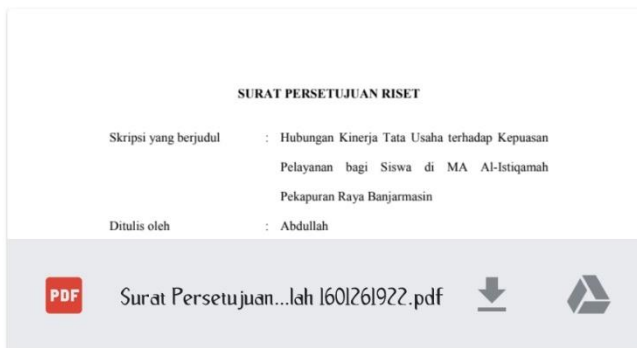 SURAT PERSETUJUAN RISET
Skripsi yang berjudul : Hubungan Kinerja Tata Usaha terhadap Kepuasan
Pelayanan bagi Siswa di MA Al-Istiqamah
Pekapuran Raya Banjarmasin
Ditulis oleh : Abdullah
PDF Surat Persetujuan...lah 1601261922.pdf